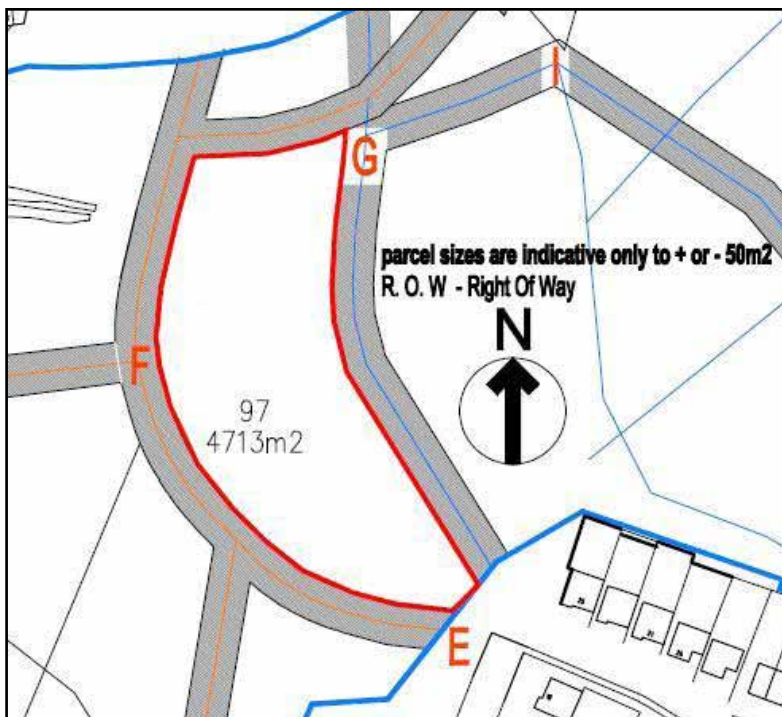 I
G
parcel sizes are indicative only to + or - 50m2
R. O. W - Right Of Way
N
F
97
4713m2
E